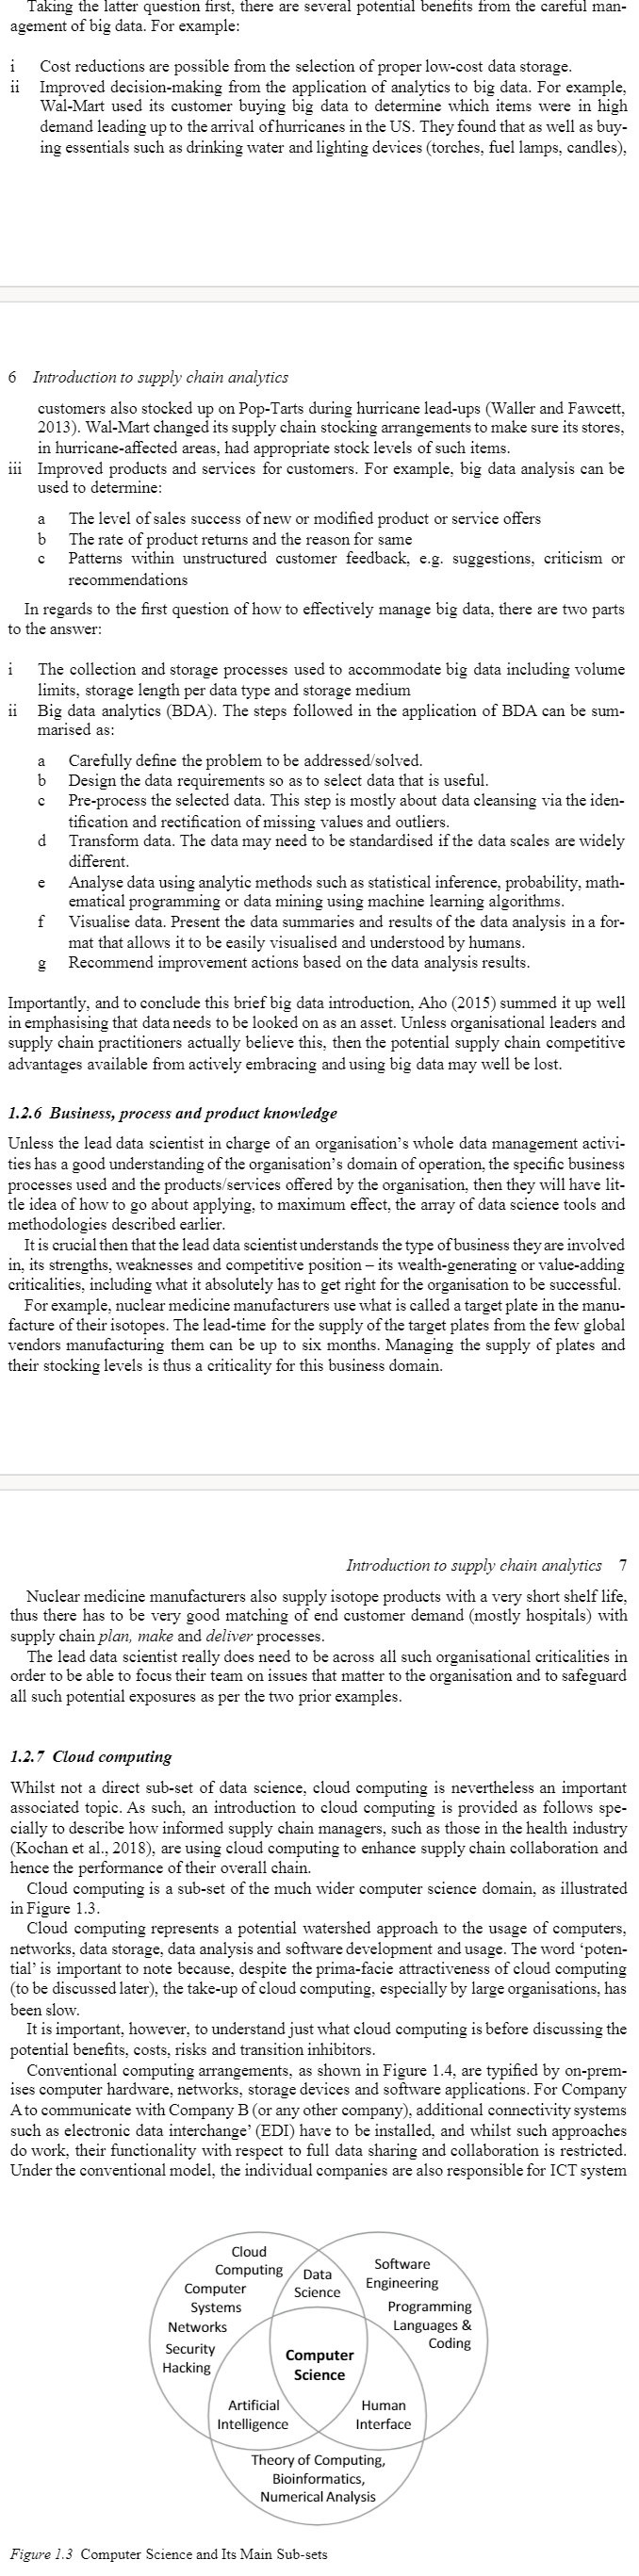 Taking the latter question first, there are several potential benefits from the careful man-
agement of big data. For example:
i Cost reductions are possible from the selection of proper low-cost data storage.
ii Improved decision-making from the application of analytics to big data. For example,
Wal-Mart used its customer buying big data to determine which items were in high
demand leading up to the arrival of hurricanes in the US. They found that as well as buy-
ing essentials such as drinking water and lighting devices (torches, fuel lamps, candles),
6 Introduction to supply chain analytics
customers also stocked up on Pop-Tarts during hurricane lead-ups (Waller and Fawcett,
2013). Wal-Mart changed its supply chain stocking arrangements to make sure its stores,
in hurricane-affected areas, had appropriate stock levels of such items.
iii Improved products and services for customers. For example, big data analysis can be
used to determine:
a The level of sales success of new or modified product or service offers
b The rate of product returns and the reason for same
c Patterns within unstructured customer feedback, e.g. suggestions, criticism or
recommendations
In regards to the first question of how to effectively manage big data, there are two parts
to the answer:
i The collection and storage processes used to accommodate big data including volume
limits, storage length per data type and storage medium
ii Big data analytics (BDA). The steps followed in the application of BDA can be sum-
marised as:
a Carefully define the problem to be addressed/solved.
b Design the data requirements so as to select data that is useful.
c Pre-process the selected data. This step is mostly about data cleansing via the iden-
tification and rectification of missing values and outliers.
d Transform data. The data may need to be standardised if the data scales are widely
different.
e Analyse data using analytic methods such as statistical inference, probability, math-
ematical programming or data mining using machine learning algorithms.
f Visualise data. Present the data summaries and results of the data analysis in a for-
mat that allows it to be easily visualised and understood by humans.
g Recommend improvement actions based on the data analysis results.
Importantly, and to conclude this brief big data introduction, Aho (2015) summed it up well
in emphasising that data needs to be looked on as an asset. Unless organisational leaders and
supply chain practitioners actually believe this, then the potential supply chain competitive
advantages available from actively embracing and using big data may well be lost.
1.2.6 Business, process and product knowledge
Unless the lead data scientist in charge of an organisation's whole data management activi-
ties has a good understanding of the organisation's domain of operation, the specific business
processes used and the products/services offered by the organisation, then they will have lit-
tle idea of how to go about applying, to maximum effect, the array of data science tools and
methodologies described earlier.
It is crucial then that the lead data scientist understands the type of business they are involved
in, its strengths, weaknesses and competitive position – its wealth-generating or value-adding
criticalities, including what it absolutely has to get right for the organisation to be successful.
For example, nuclear medicine manufacturers use what is called a target plate in the manu-
facture of their isotopes. The lead-time for the supply of the target plates from the few global
vendors manufacturing them can be up to six months. Managing the supply of plates and
their stocking levels is thus a criticality for this business domain.
Introduction to supply chain analytics 7
Nuclear medicine manufacturers also supply isotope products with a very short shelf life,
thus there has to be very good matching of end customer demand (mostly hospitals) with
supply chain plan, make and deliver processes.
The lead data scientist really does need to be across all such organisational criticalities in
order to be able to focus their team on issues that matter to the organisation and to safeguard
all such potential exposures as per the two prior examples.
1.2.7 Cloud computing
Whilst not a direct sub-set of data science, cloud computing is nevertheless an important
associated topic. As such, an introduction to cloud computing is provided as follows spe-
cially to describe how informed supply chain managers, such as those in the health industry
(Kochan et al., 2018), are using cloud computing to enhance supply chain collaboration and
hence the performance of their overall chain.
Cloud computing is a sub-set of the much wider computer science domain, as illustrated
in Figure 1.3.
Cloud computing represents a potential watershed approach to the usage of computers,
networks, data storage, data analysis and software development and usage. The word 'poten-
tial' is important to note because, despite the prima-facie attractiveness of cloud computing
(to be discussed later), the take-up of cloud computing, especially by large organisations, has
been slow.
It is important, however, to understand just what cloud computing is before discussing the
potential benefits, costs, risks and transition inhibitors.
Conventional computing arrangements, as shown in Figure 1.4, are typified by on-prem-
ises computer hardware, networks, storage devices and software applications. For Company
A to communicate with Company B (or any other company), additional connectivity systems
such as electronic data interchange' (EDI) have to be installed, and whilst such approaches
do work, their functionality with respect to full data sharing and collaboration is restricted.
Under the conventional model, the individual companies are also responsible for ICT system
Cloud
Computing
Computer
Systems
Networks
Security
Hacking
Data
Science
Software
Engineering
Programming
Languages &
Coding
Computer
Science
Artificial
Intelligence
Human
Interface
Theory of Computing,
Bioinformatics,
Numerical Analysis
Figure 1.3 Computer Science and Its Main Sub-sets